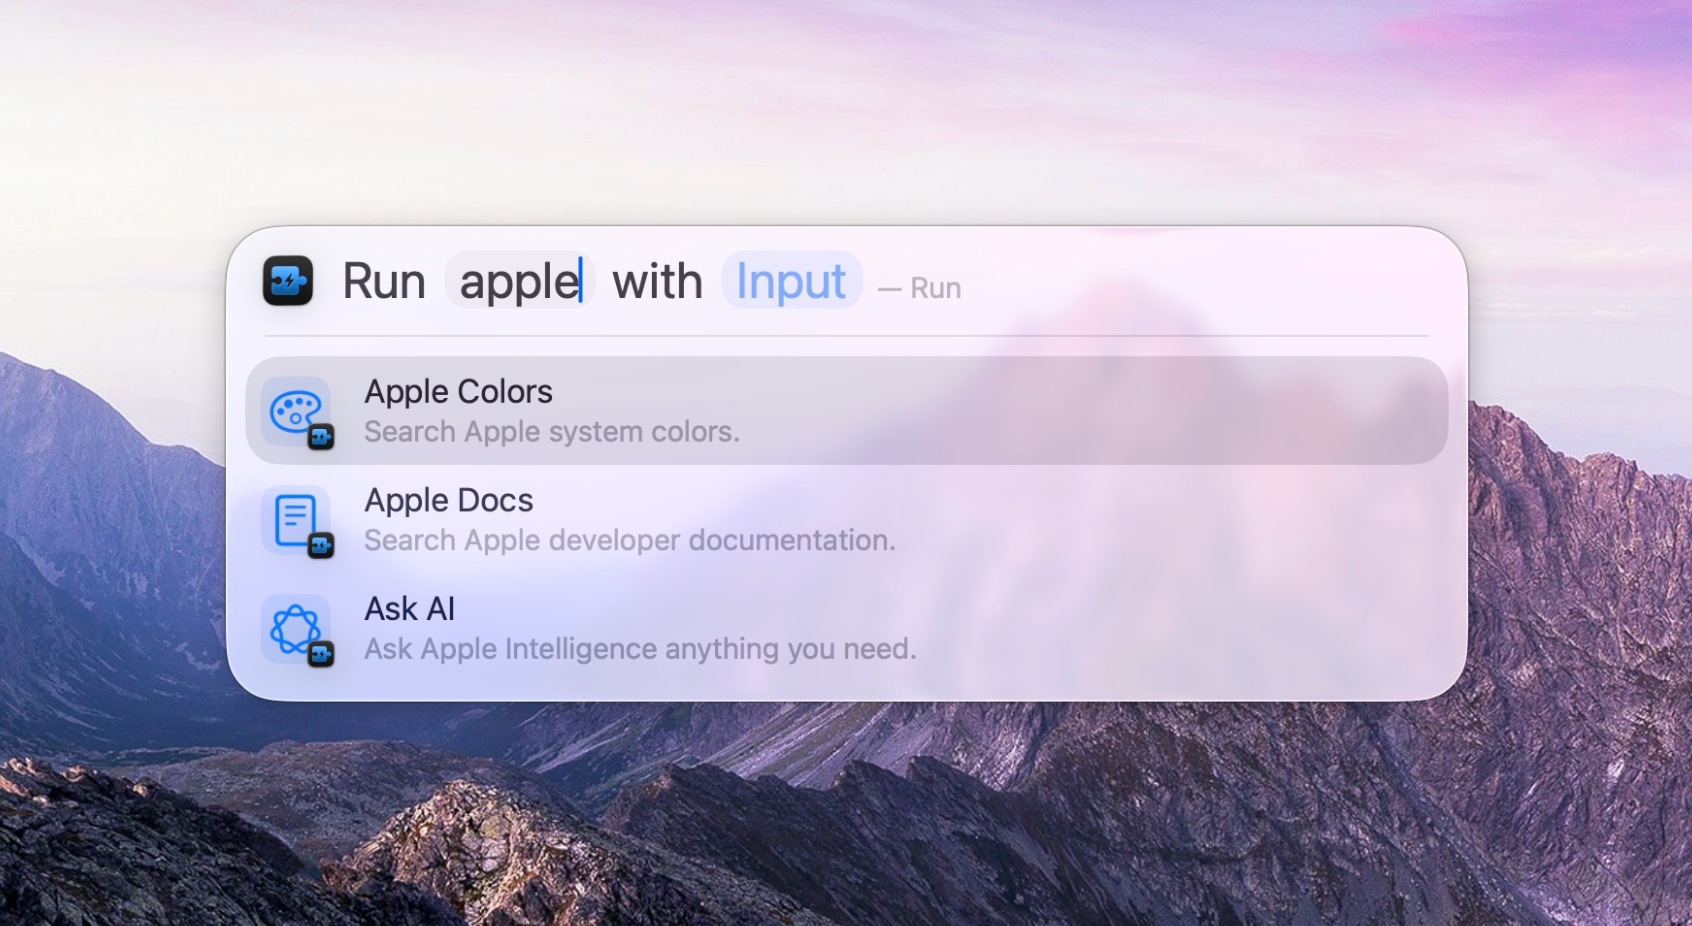 Run apple with Input — Run
Apple Colors
Search Apple system colors.
Apple Docs
Search Apple developer documentation.
Ask AI
Ask Apple Intelligence anything you need.